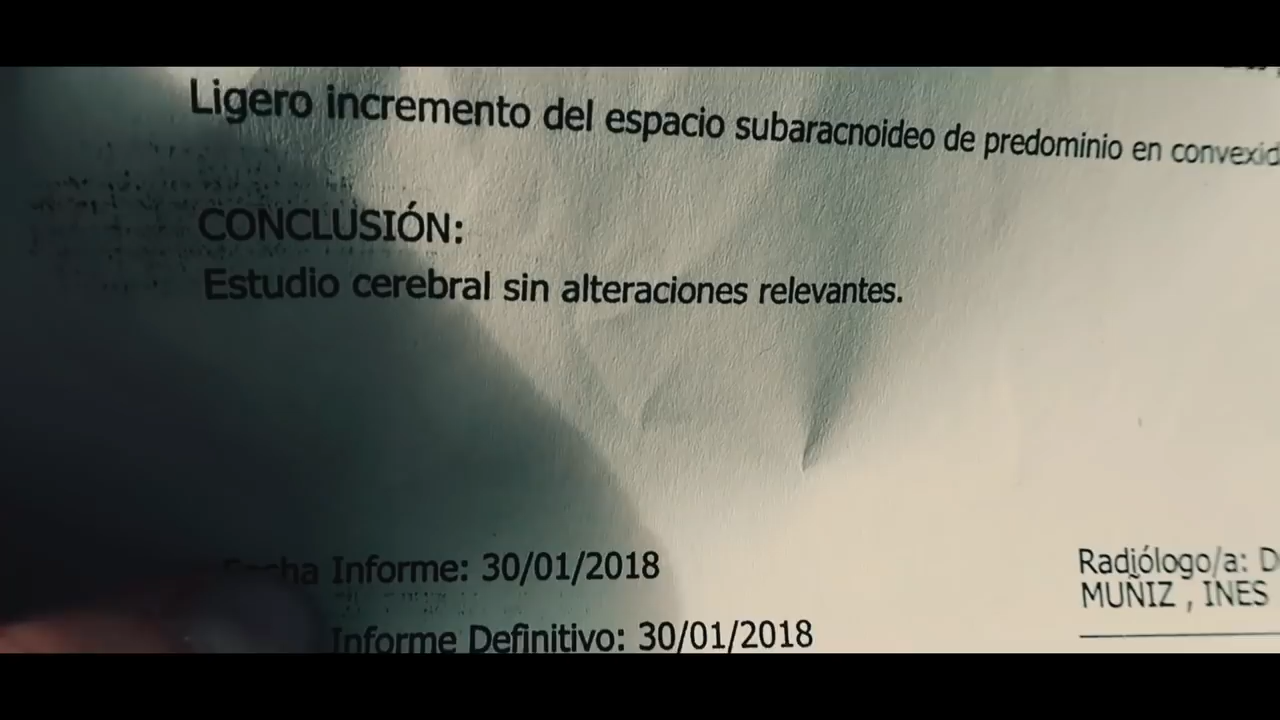 Ligero incremento del espacio subaracnoideo de predominio en convexid
CONCLUSIÓN:
Estudio cerebral sin alteraciones relevantes.
Fecha Informe: 30/01/2018
Radiólogo/a: D
MUÑIZ , INES
Informe Definitivo: 30/01/2018